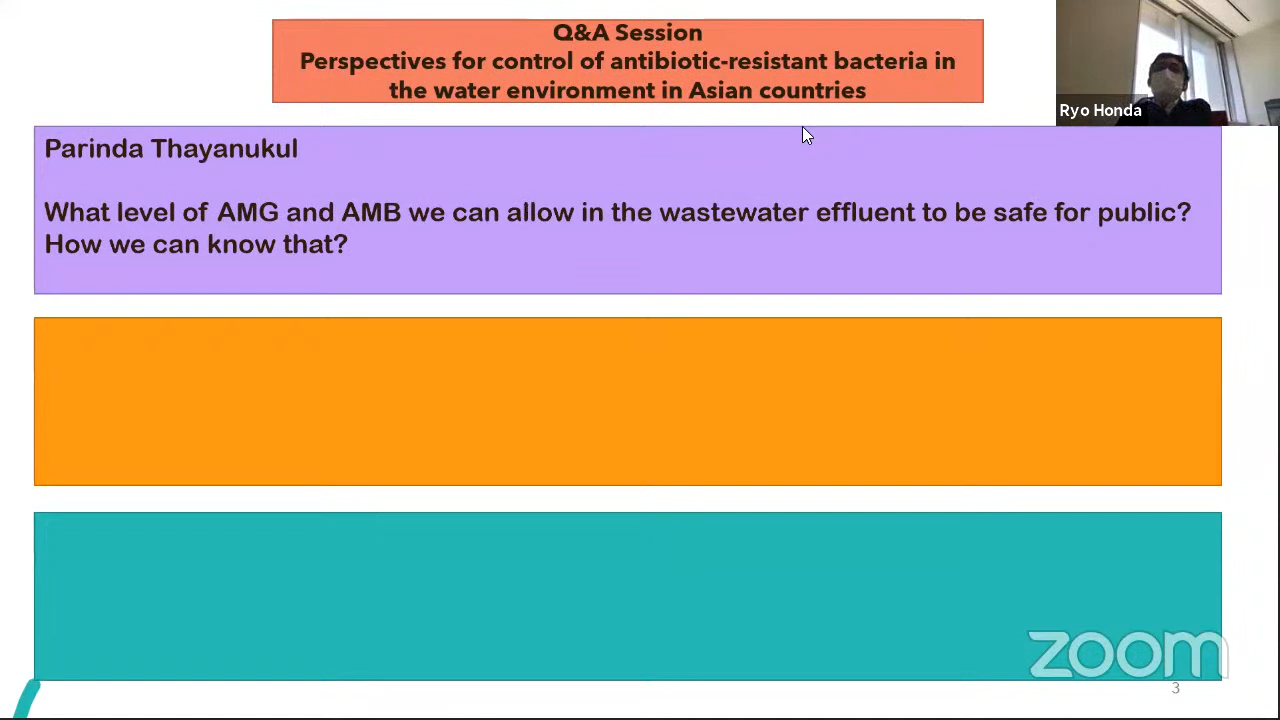 Q&A Session
Perspectives for control of antibiotic-resistant bacteria in
the water environment in Asian countries
Ryo Honda
Parinda Thayanukul
What level of AMG and AMB we can allow in the wastewater effluent to be safe for public?
How we can know that?
zoom
3